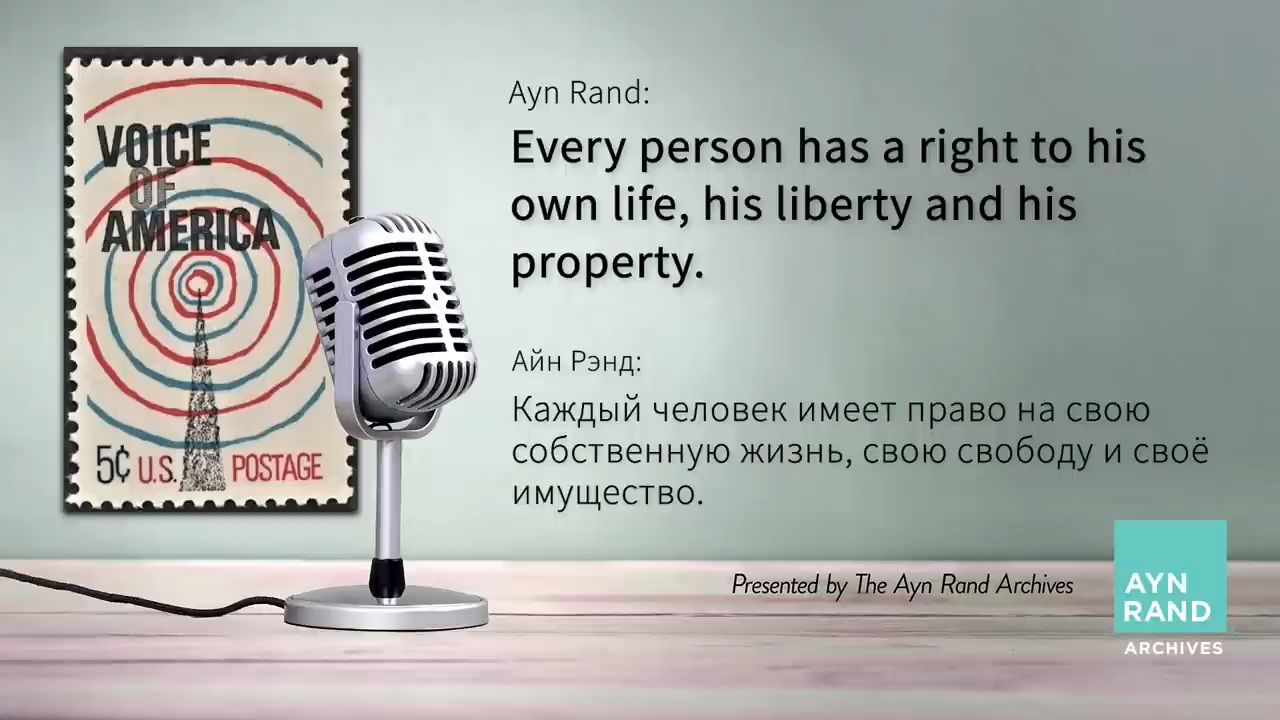 VOICE
OF
AMERICA
5¢ U.S. POSTAGE
Ayn Rand:
Every person has a right to his
own life, his liberty and his
property.
Айн Рэнд:
Каждый человек имеет право на свою
собственную жизнь, свою свободу и своё
имущество.
Presented by The Ayn Rand Archives
AYN
RAND
ARCHIVES